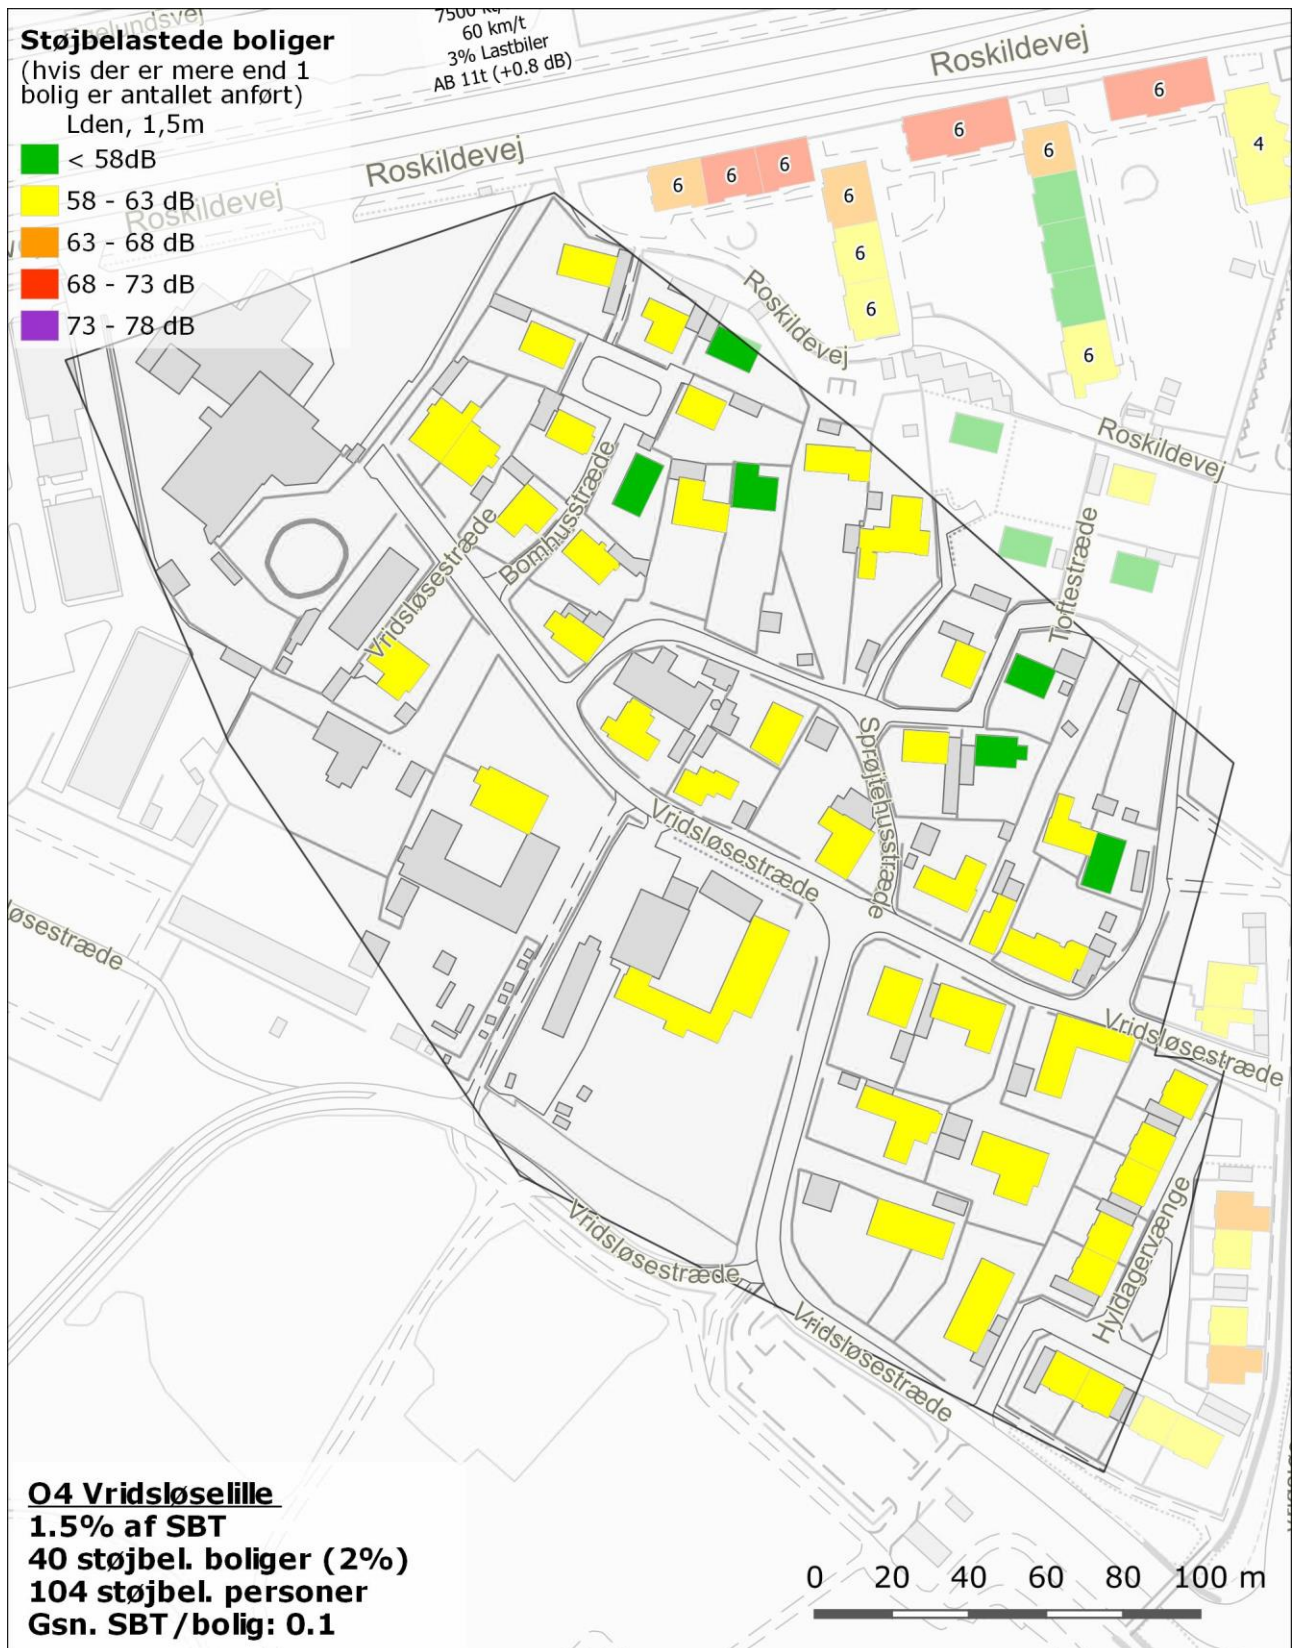 Egelundsvej
Støjbelastede boliger
(hvis der er mere end 1
bolig er antallet anført)
Lden, 1,5m
< 58dB
58 - 63 dB
63 - 68 dB
68 - 73 dB
73 - 78 dB
60 km/t
3% Lastbiler
AB 11t (+0.8 dB)
Roskildevej
Roskildevej
Roskildevej
6
6
6
6
6
6
6
6
6
4
6
Roskildevej
Roskildevej
Bomhusstræde
Vridsløsestræde
Toftestræde
Sprøjtehusstræde
Vridsløsestræde
Vridsløsestræde
Hyldagervænge
Vridsløsestræde
Vridsløsestræde
O4 Vridsløselille
1.5% af SBT
40 støjbel. boliger (2%)
104 støjbel. personer
Gsn. SBT/bolig: 0.1
0 20 40 60 80 100 m